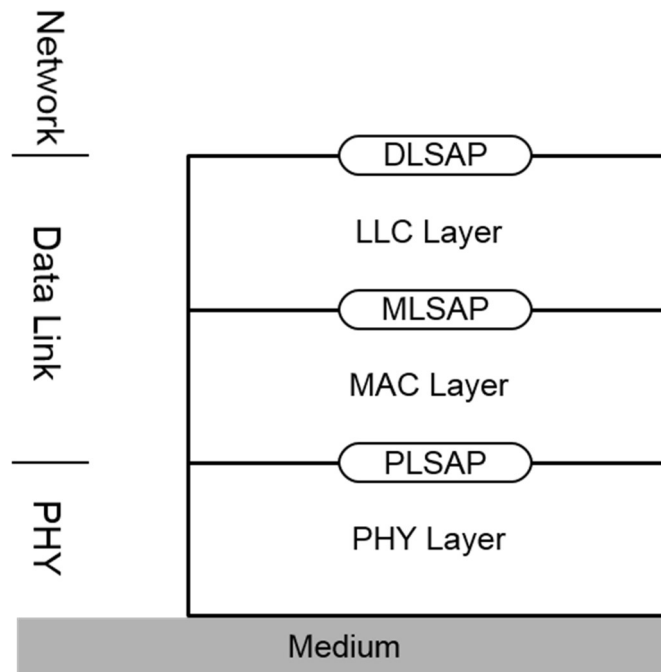 Network
DLSAP
LLC Layer
Data Link
MLSAP
MAC Layer
PLSAP
PHY
PHY Layer
Medium